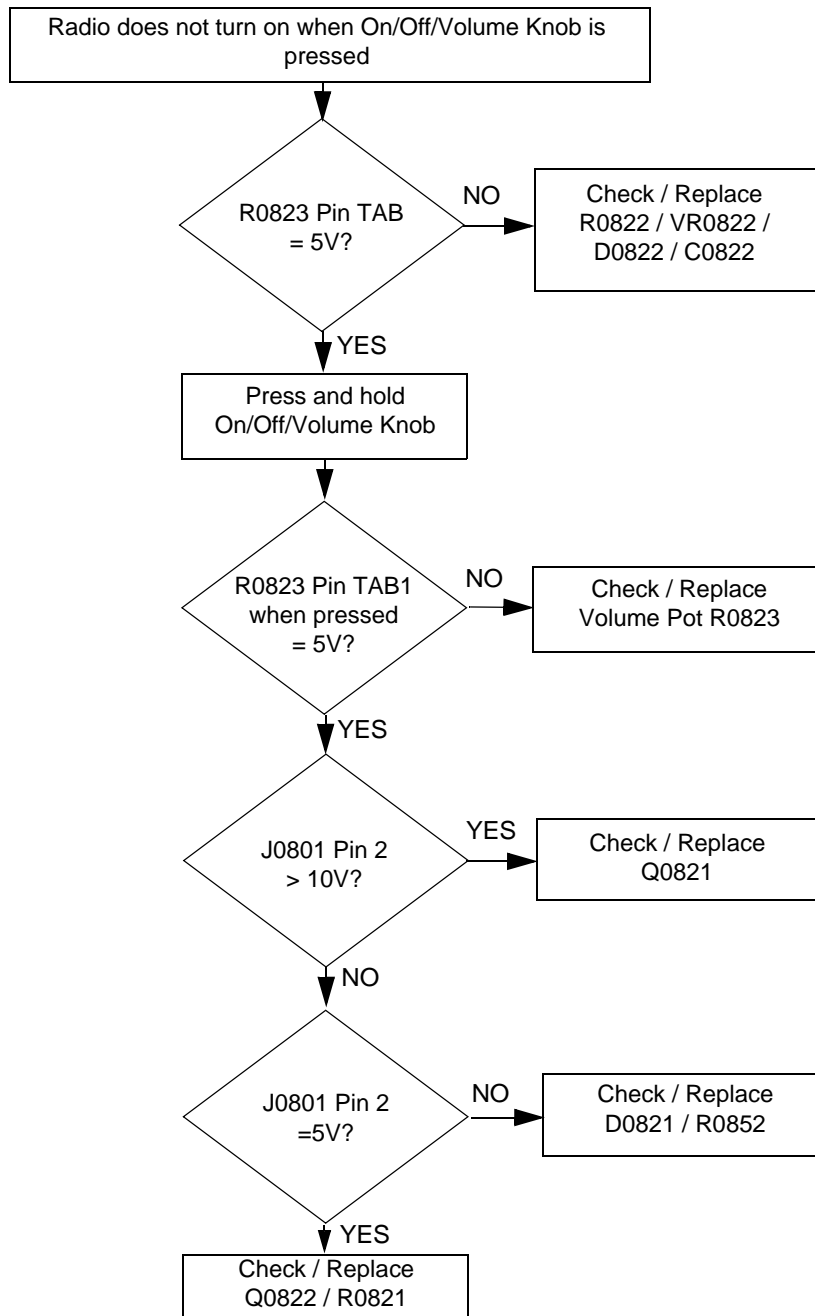 Radio does not turn on when On/Off/Volume Knob is
pressed
R0823 Pin TAB
= 5V?
NO
Check / Replace
R0822 / VR0822 /
D0822 / C0822
YES
Press and hold
On/Off/Volume Knob
R0823 Pin TAB1
when pressed
= 5V?
NO
Check / Replace
Volume Pot R0823
YES
J0801 Pin 2
> 10V?
YES
Check / Replace
Q0821
NO
J0801 Pin 2
=5V?
NO
Check / Replace
D0821 / R0852
YES
Check / Replace
Q0822 / R0821